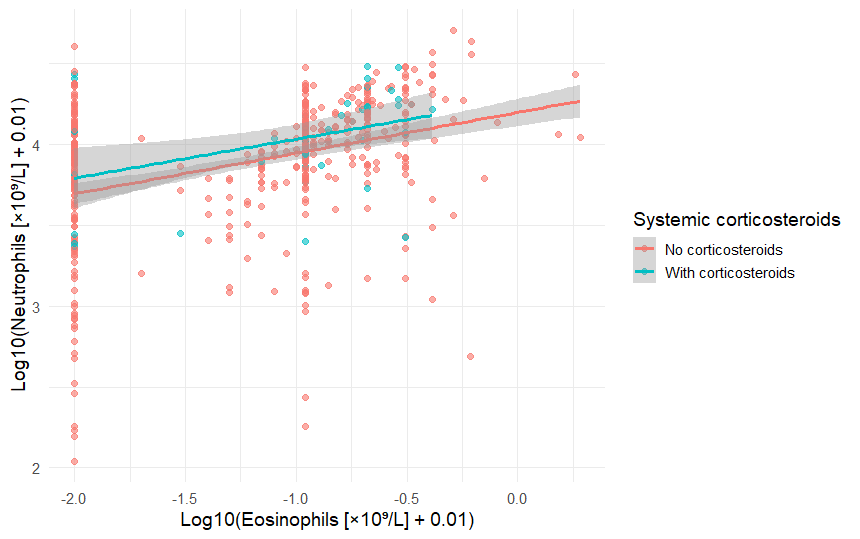 Log10(Neutrophils [×10⁹/L] + 0.01)
4
3
2
-2.0 -1.5 -1.0 -0.5 0.0
Log10(Eosinophils [×10⁹/L] + 0.01)
Systemic corticosteroids
No corticosteroids
With corticosteroids